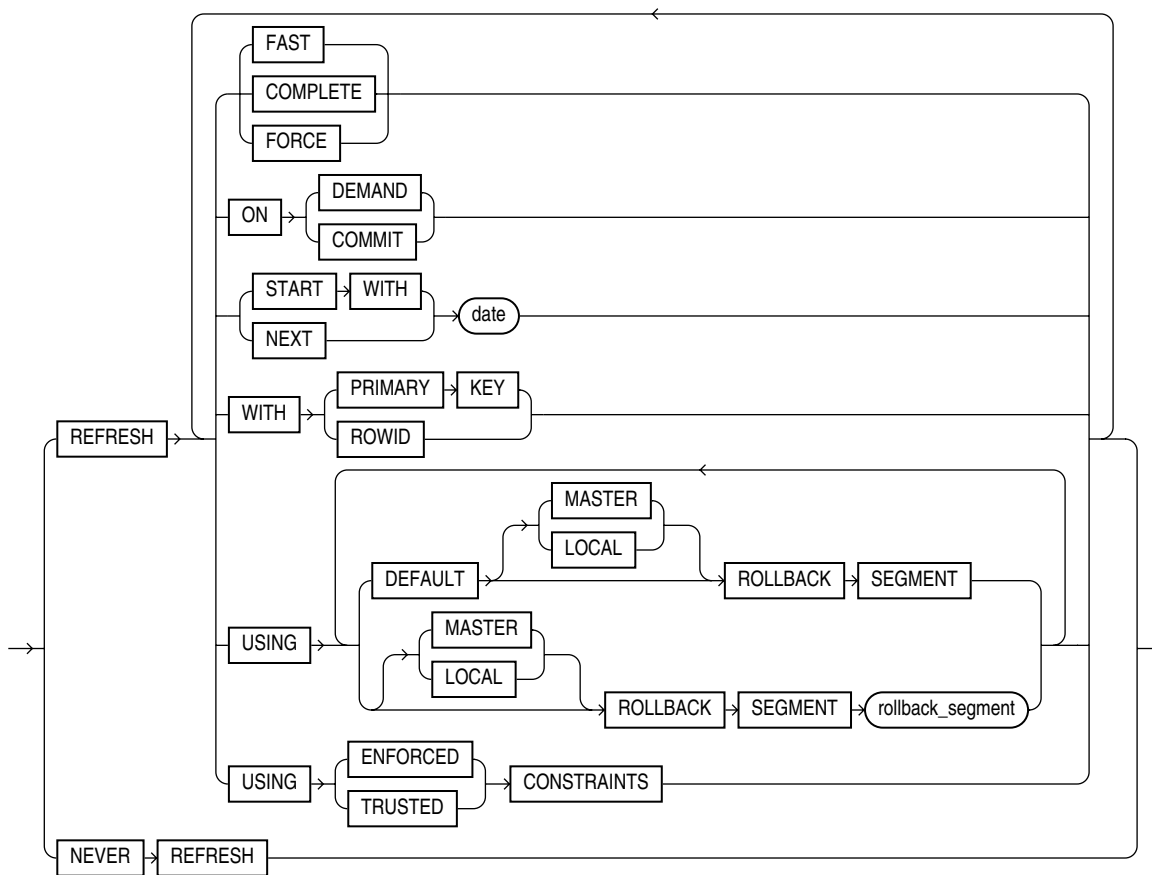 FAST
COMPLETE
FORCE
ON DEMAND
COMMIT
START WITH date
NEXT
WITH PRIMARY KEY
ROWID
REFRESH
MASTER
LOCAL
DEFAULT ROLLBACK SEGMENT
USING MASTER
LOCAL
ROLLBACK SEGMENT rollback_segment
USING ENFORCED CONSTRAINTS
TRUSTED
NEVER REFRESH